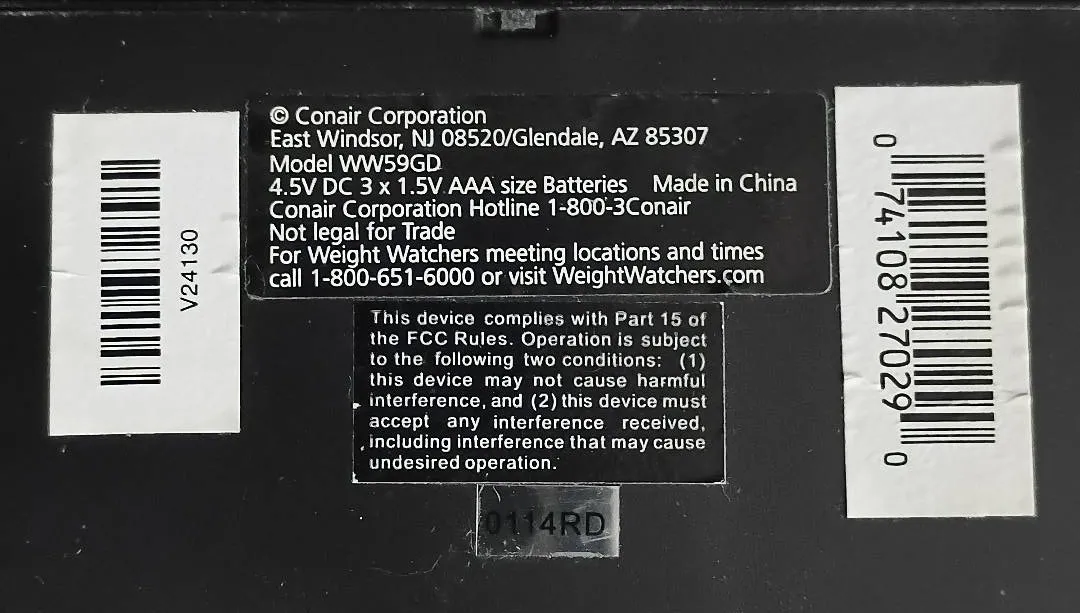 © Conair Corporation
East Windsor, NJ 08520/Glendale, AZ 85307
Model WW59GD
4.5V DC 3 x 1.5V AAA size Batteries Made in China
Conair Corporation Hotline 1-800-3Conair
Not legal for Trade
For Weight Watchers meeting locations and times
call 1-800-651-6000 or visit WeightWatchers.com
This device complies with Part 15 of
the FCC Rules. Operation is subject
to the following two conditions: (1)
this device may not cause harmful
interference, and (2) this device must
accept any interference received,
including interference that may cause
undesired operation.
0114RD
V24130
0 74108 27029 0